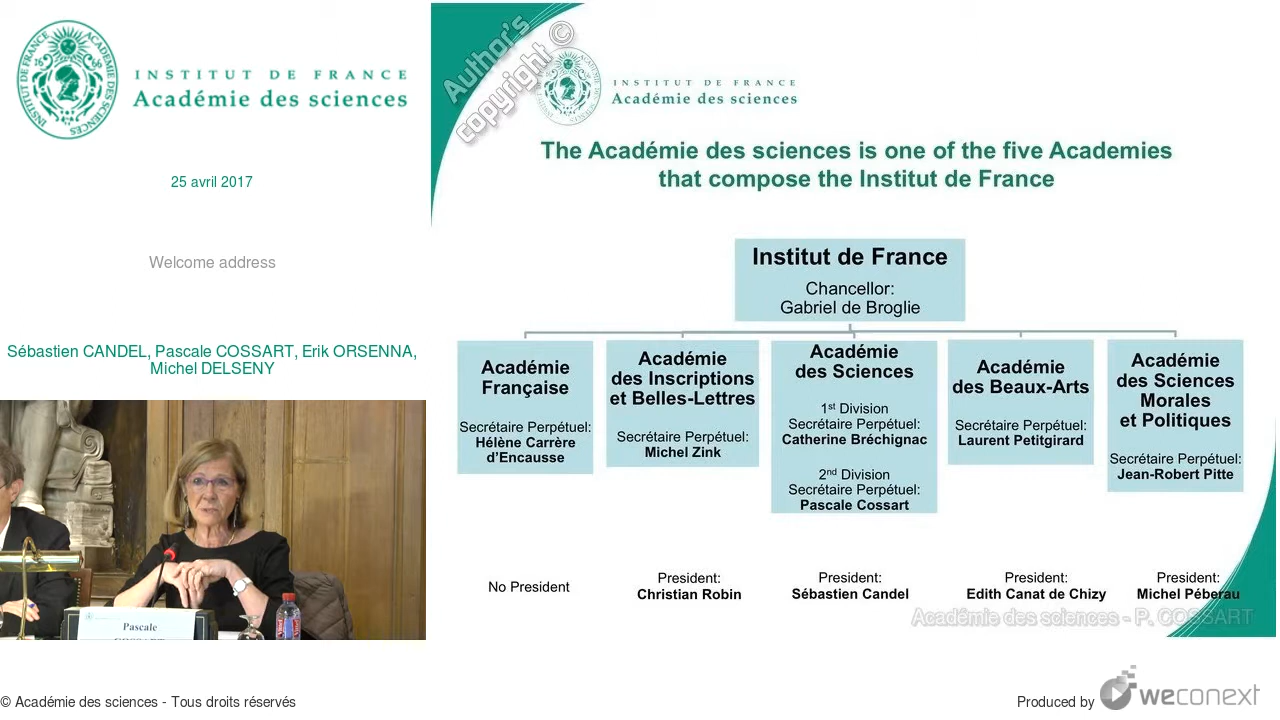 INSTITUT DE FRANCE
Académie des sciences
25 avril 2017
Welcome address
Sébastien CANDEL, Pascale COSSART, Erik ORSENNA,
Michel DELSENY
Pascale
COSSART
Author's
copyright ©
INSTITUT DE FRANCE
Académie des sciences
The Académie des sciences is one of the five Academies
that compose the Institut de France
Institut de France
Chancellor:
Gabriel de Broglie
Académie
Française
Secrétaire Perpétuel:
Hélène Carrère
d'Encausse
No President
Académie
des Inscriptions
et Belles-Lettres
Secrétaire Perpétuel:
Michel Zink
President:
Christian Robin
Académie
des Sciences
1st Division
Secrétaire Perpétuel:
Catherine Bréchignac
2nd Division
Secrétaire Perpétuel:
Pascale Cossart
President:
Sébastien Candel
Académie
des Beaux-Arts
Secrétaire Perpétuel:
Laurent Petitgirard
President:
Edith Canat de Chizy
Académie
des Sciences
Morales
et Politiques
Secrétaire Perpétuel:
Jean-Robert Pitte
President:
Michel Péberau
Académie des sciences - P. COSSART
© Académie des sciences - Tous droits réservés
Produced by weconext